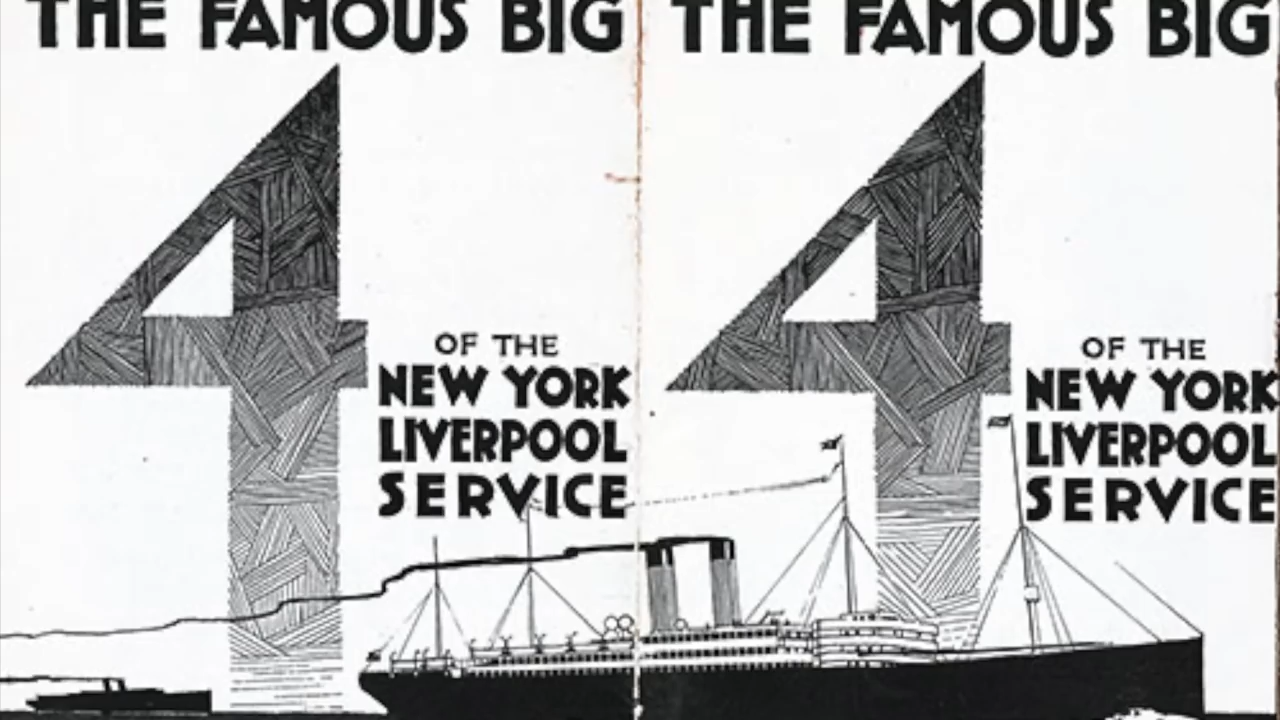 THE FAMOUS BIG
4
OF THE
NEW YORK
LIVERPOOL
SERVICE
THE FAMOUS BIG
4
OF THE
NEW YORK
LIVERPOOL
SERVICE